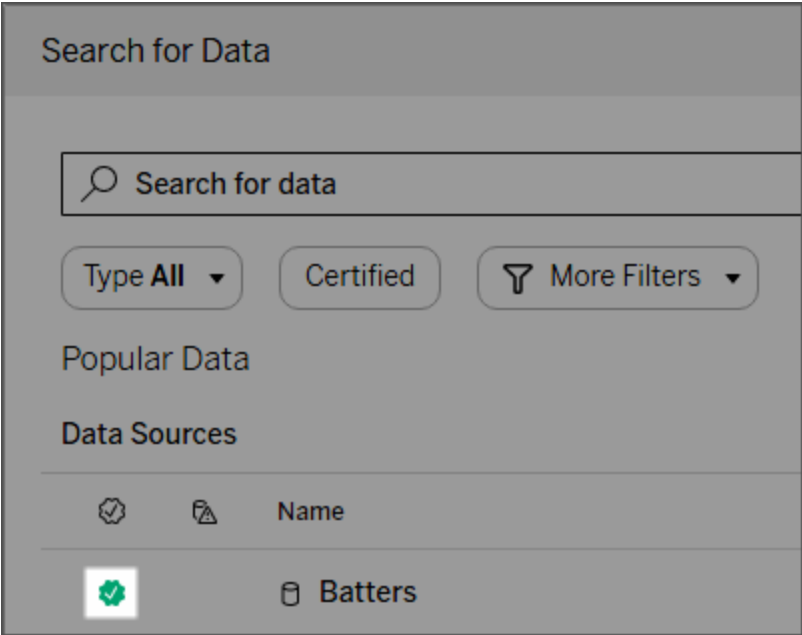 Search for Data
Search for data
Type All Certified More Filters
Popular Data
Data Sources
Name
Batters